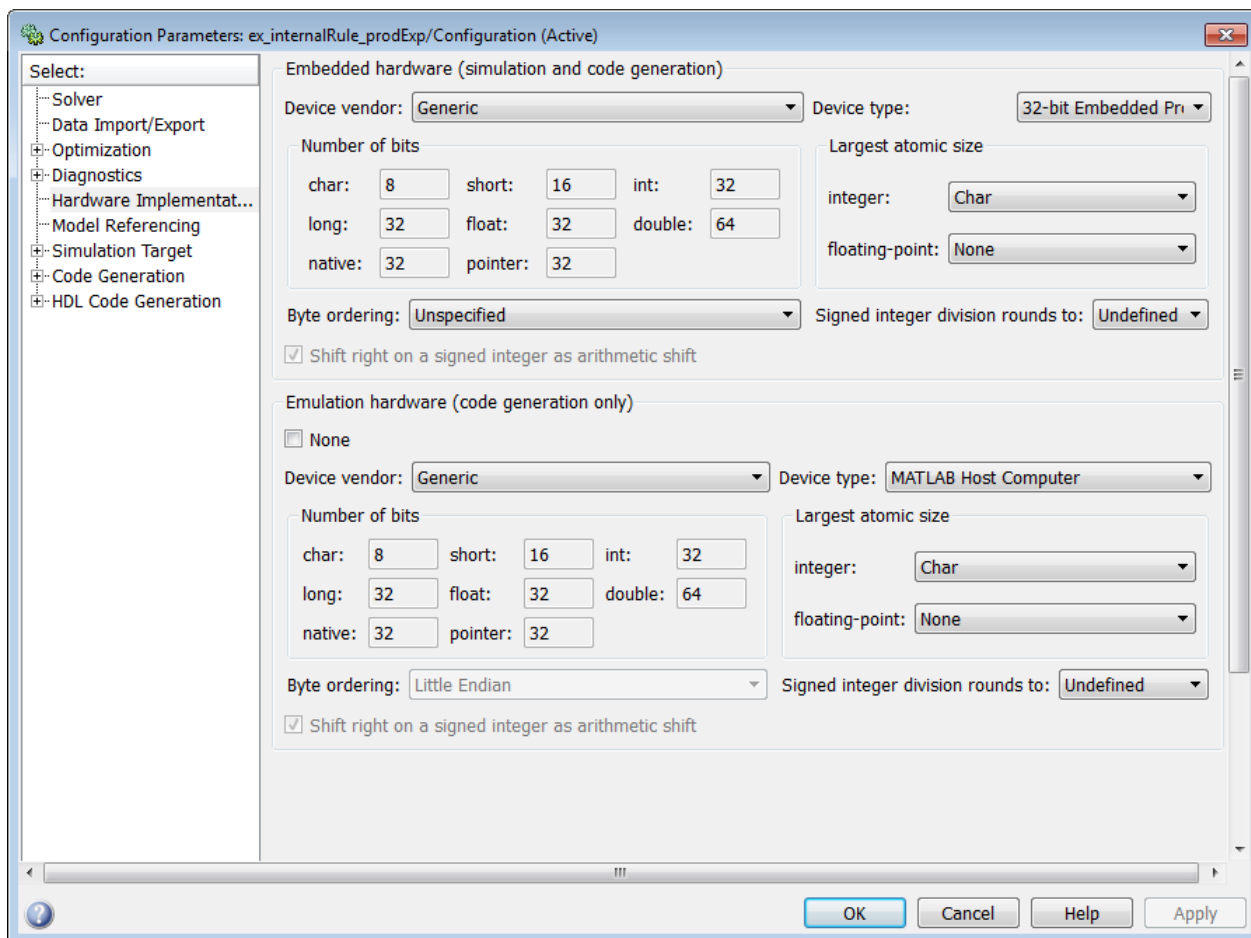 Configuration Parameters: ex_internalRule_prodExp/Configuration (Active)
Select:
Solver
Data Import/Export
Optimization
Diagnostics
Hardware Implementat...
Model Referencing
Simulation Target
Code Generation
HDL Code Generation
Embedded hardware (simulation and code generation)
Device vendor: Generic Device type: 32-bit Embedded Pr
Number of bits Largest atomic size
char: 8 short: 16 int: 32
integer: Char
long: 32 float: 32 double: 64
floating-point: None
native: 32 pointer: 32
Byte ordering: Unspecified Signed integer division rounds to: Undefined
Shift right on a signed integer as arithmetic shift
Emulation hardware (code generation only)
None
Device vendor: Generic Device type: MATLAB Host Computer
Number of bits Largest atomic size
char: 8 short: 16 int: 32
integer: Char
long: 32 float: 32 double: 64
floating-point: None
native: 32 pointer: 32
Byte ordering: Little Endian Signed integer division rounds to: Undefined
Shift right on a signed integer as arithmetic shift
OK Cancel Help Apply